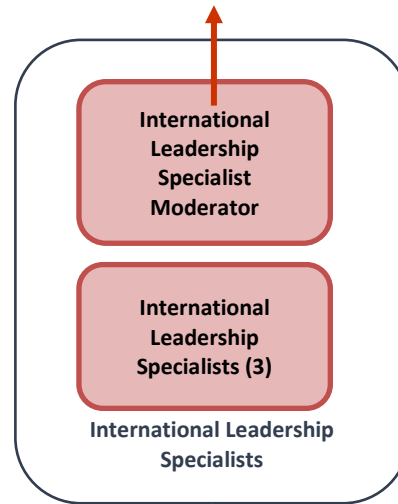 International
Leadership
Specialist
Moderator
International
Leadership
Specialists (3)
International Leadership
Specialists